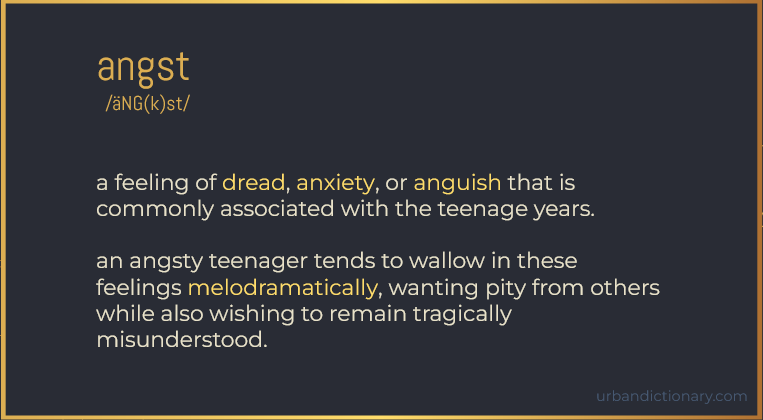 angst
/äNG(k)st/
a feeling of dread, anxiety, or anguish that is
commonly associated with the teenage years.
an angsty teenager tends to wallow in these
feelings melodramatically, wanting pity from others
while also wishing to remain tragically
misunderstood.
urbandictionary.com